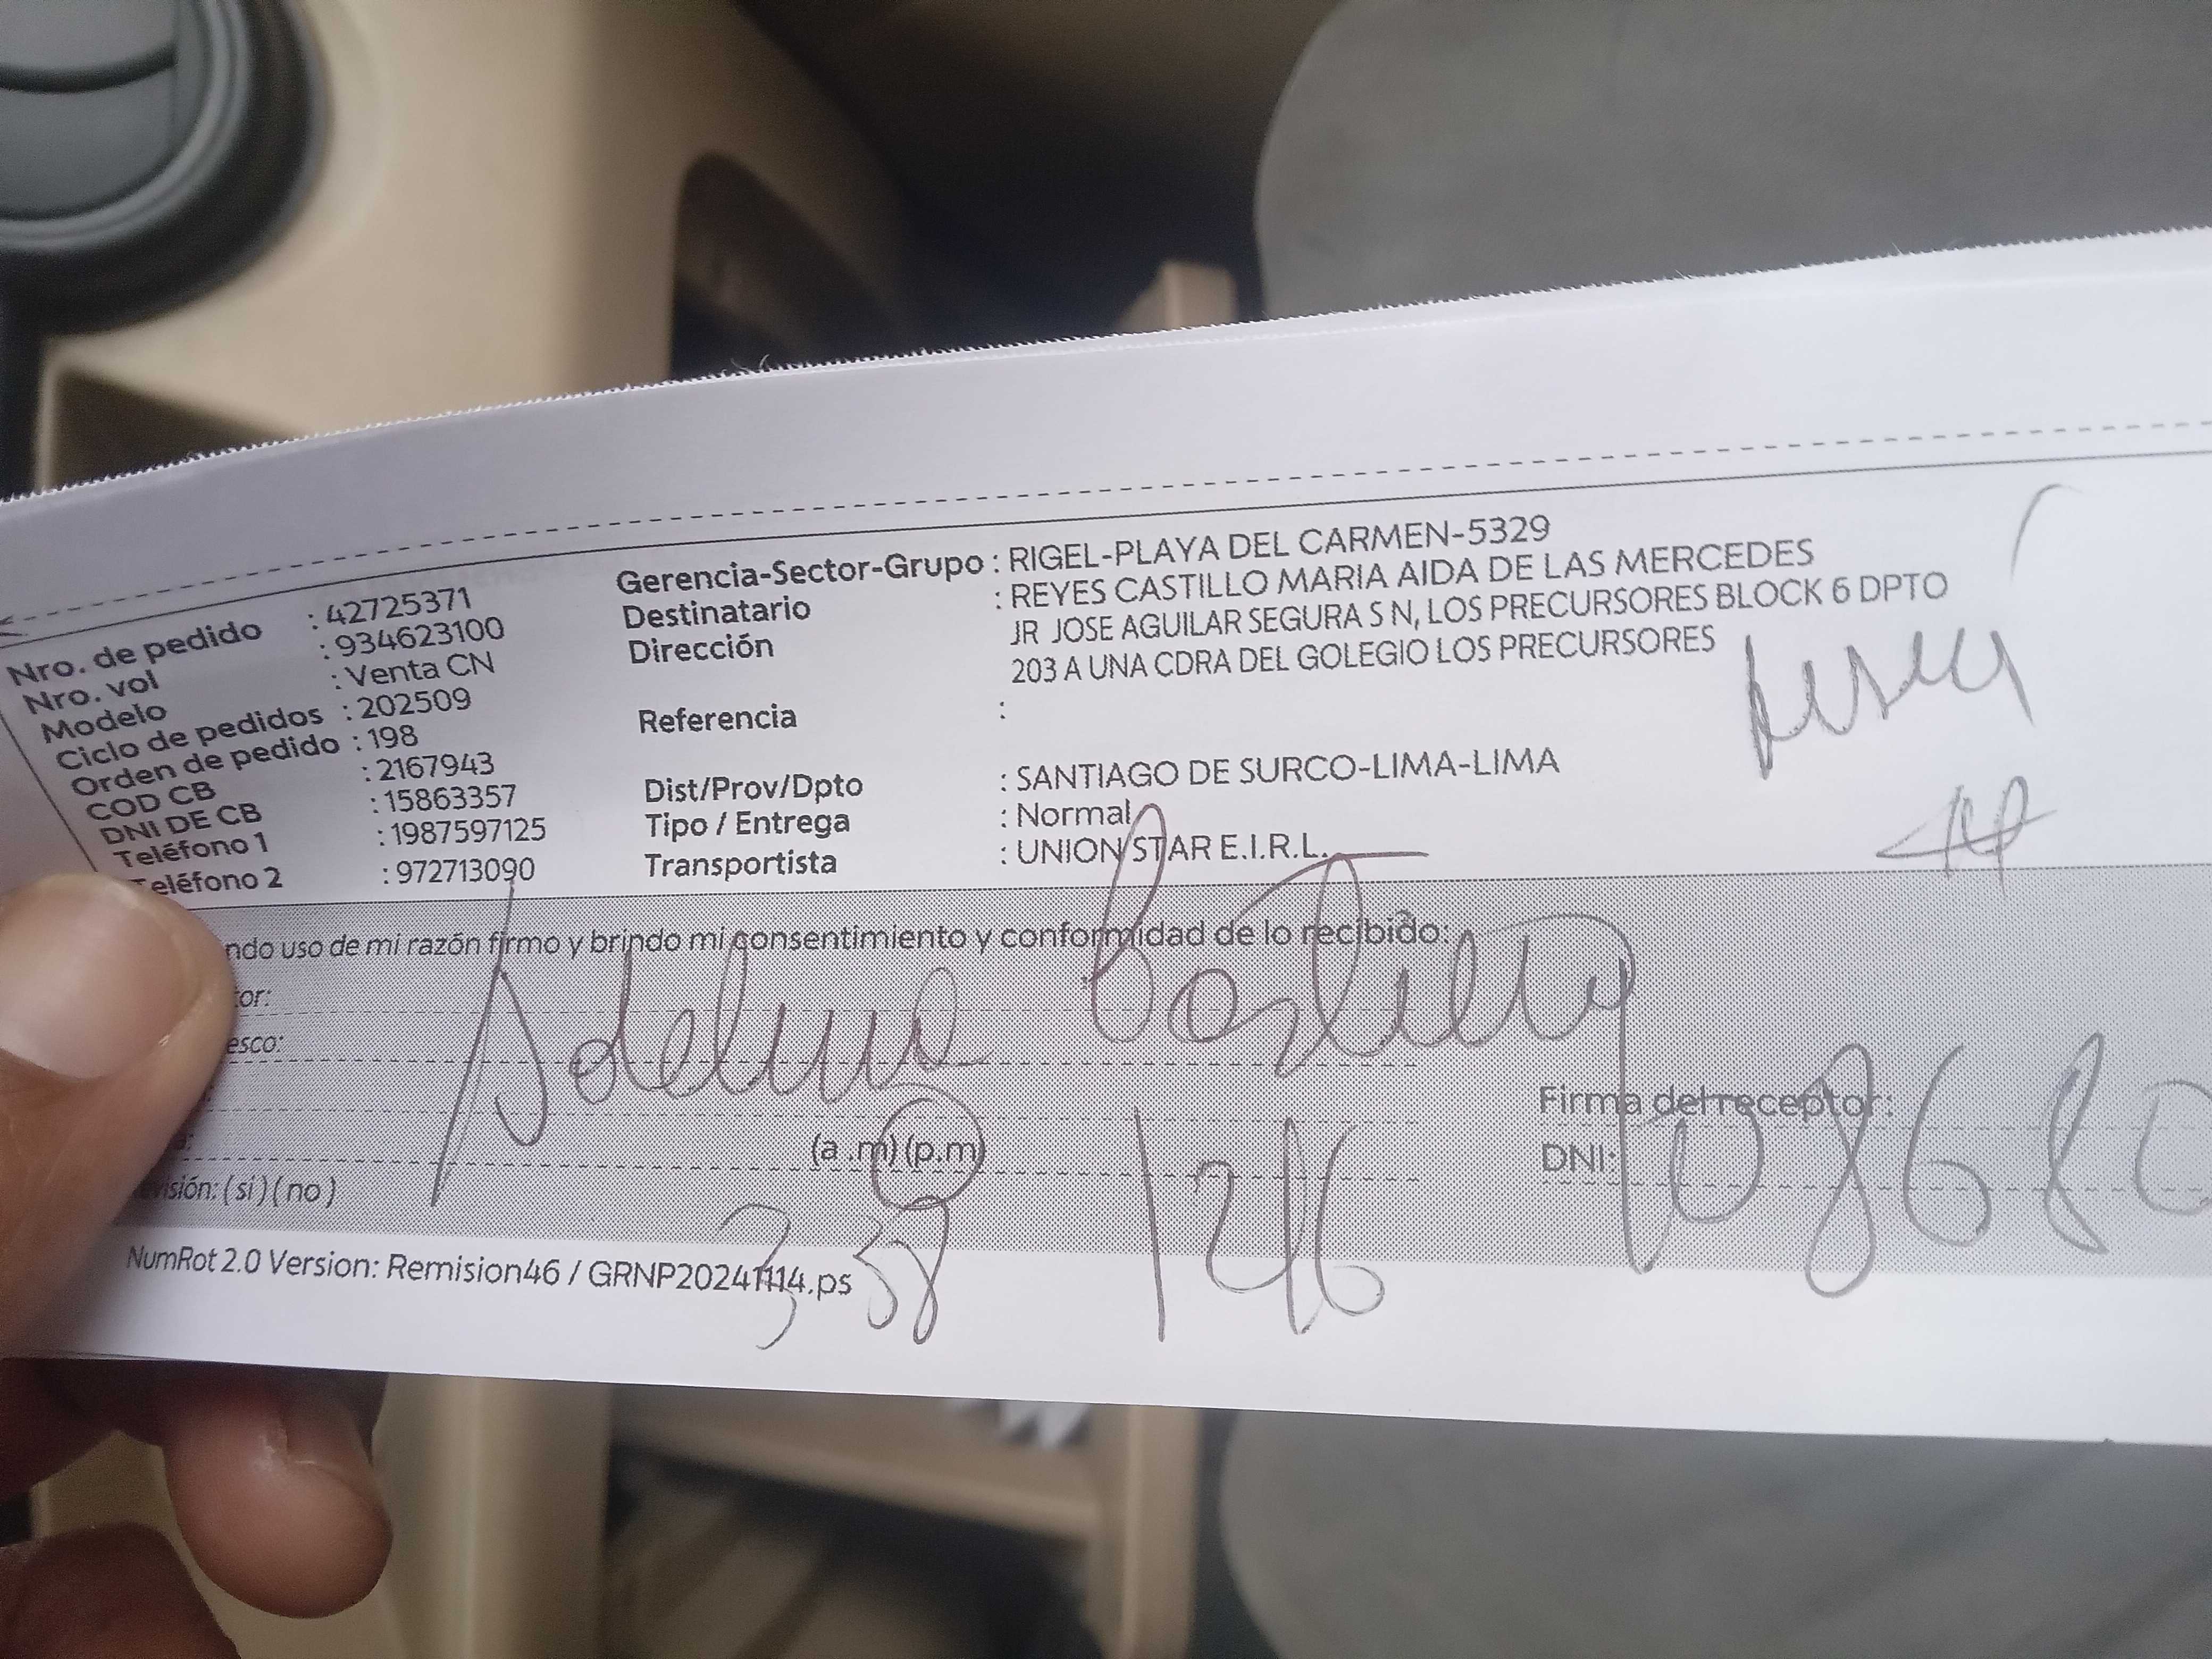 Nro. de pedido : 42725371
Nro. vol : 934623100
Modelo : Venta CN
Ciclo de pedidos : 202509
Orden de pedido : 198
COD CB : 2167943
DNI DE CB : 15863357
Teléfono 1 : 1987597125
eléfono 2 : 972713090
Gerencia-Sector-Grupo : RIGEL-PLAYA DEL CARMEN-5329
Destinatario : REYES CASTILLO MARIA AIDA DE LAS MERCEDES
Dirección : JR JOSE AGUILAR SEGURA S N, LOS PRECURSORES BLOCK 6 DPTO
203 A UNA CDRA DEL GOLEGIO LOS PRECURSORES
Referencia :
Dist/Prov/Dpto : SANTIAGO DE SURCO-LIMA-LIMA
Tipo / Entrega : Normal
Transportista : UNION STAR E.I.R.L.
ndo uso de mi razón firmo y brindo mi consentimiento y conformidad de lo recibido:
tor:
esco:
(a .m) (p.m)
Firma del receptor:
DNI:
visión: ( si ) ( no )
3 38
NumRot 2.0 Version: Remision46 / GRNP20241114.ps